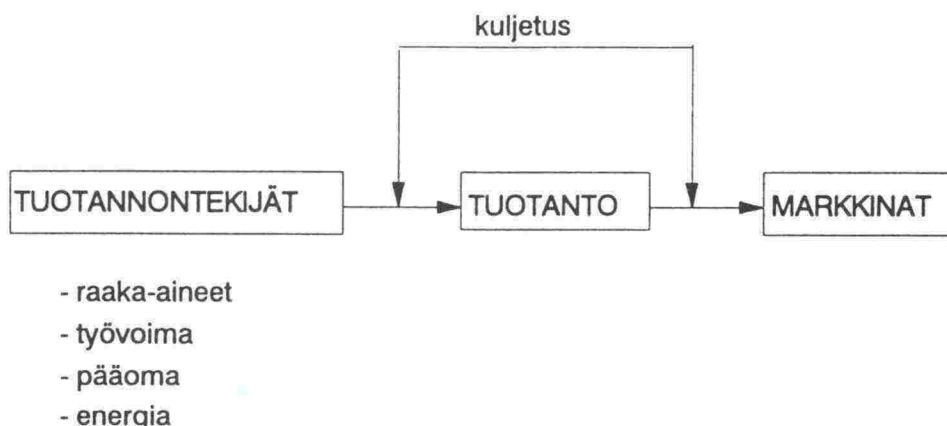 kuljetus
TUOTANNONTEKIJÄT
TUOTANTO
MARKKINAT
- raaka-aineet
- työvoima
- pääoma
- energia